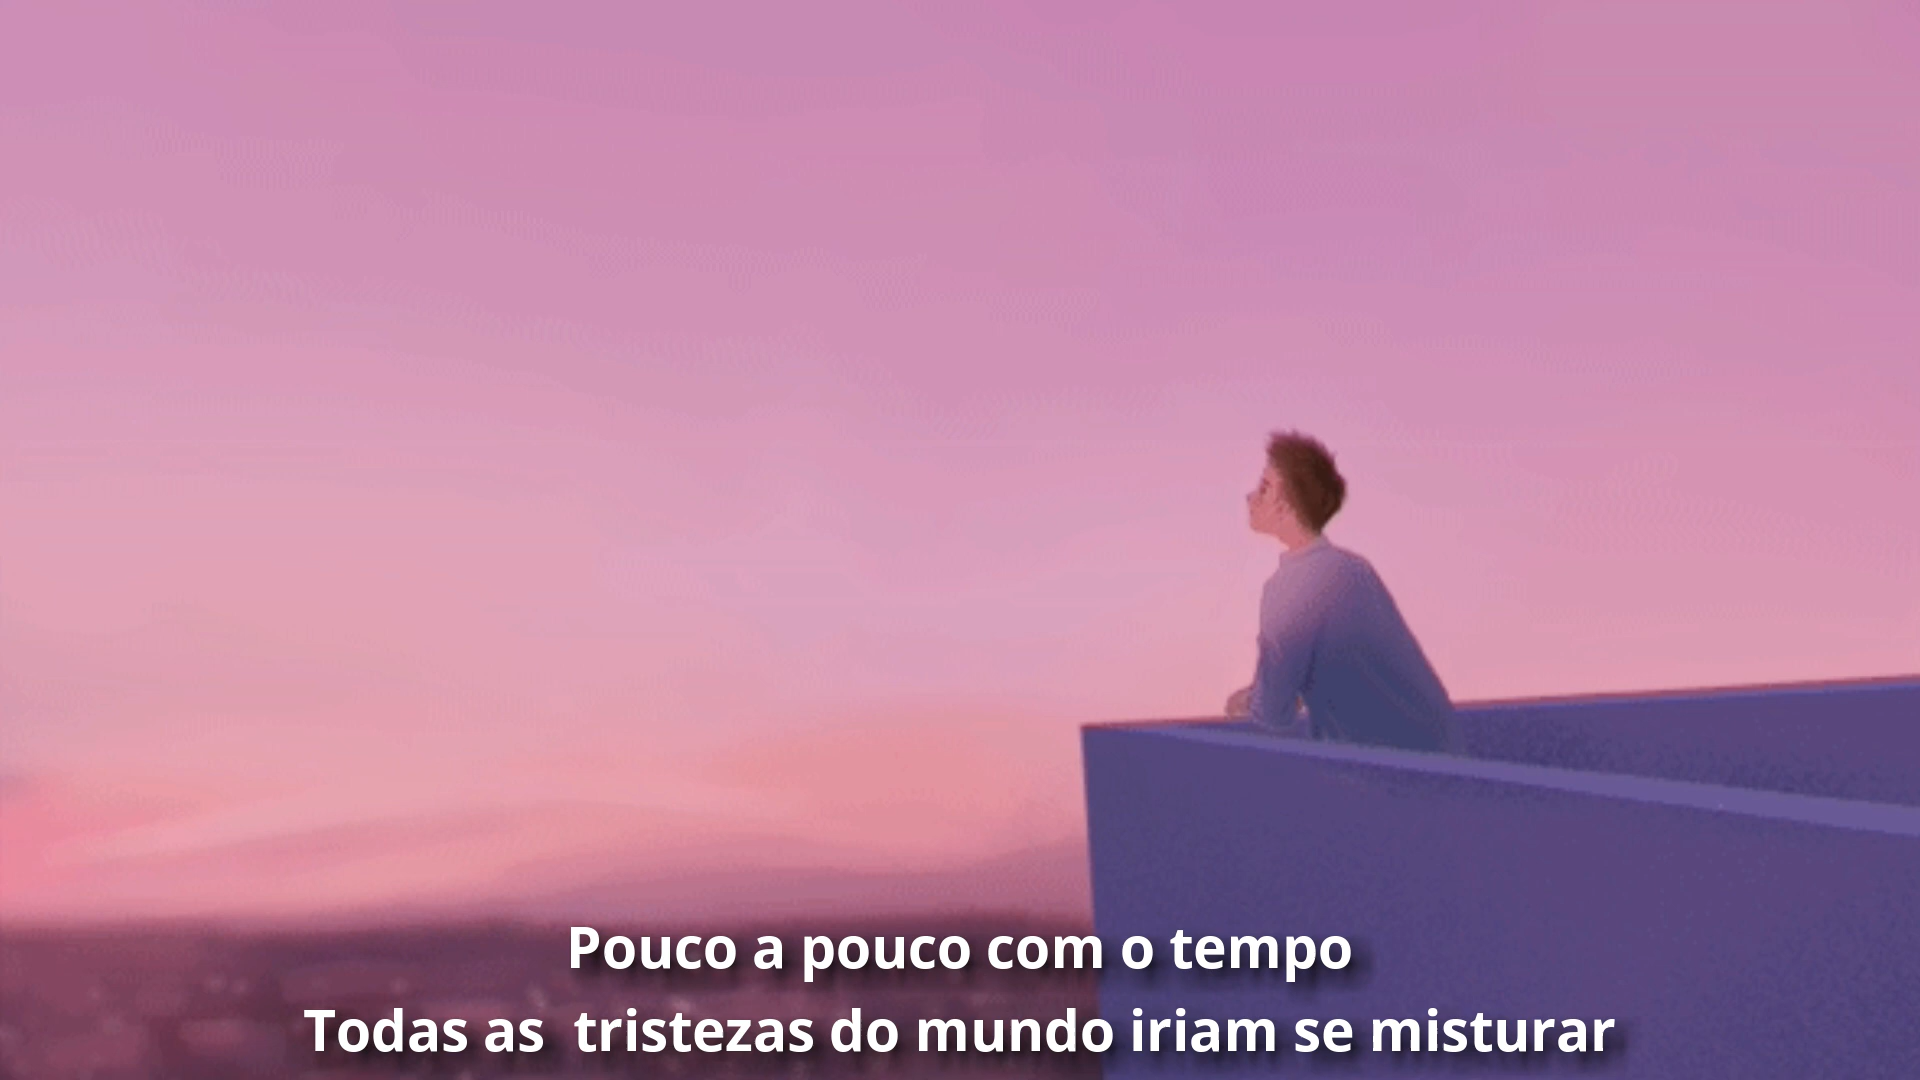 Pouco a pouco com o tempo
Todas as  tristezas do mundo iriam se misturar